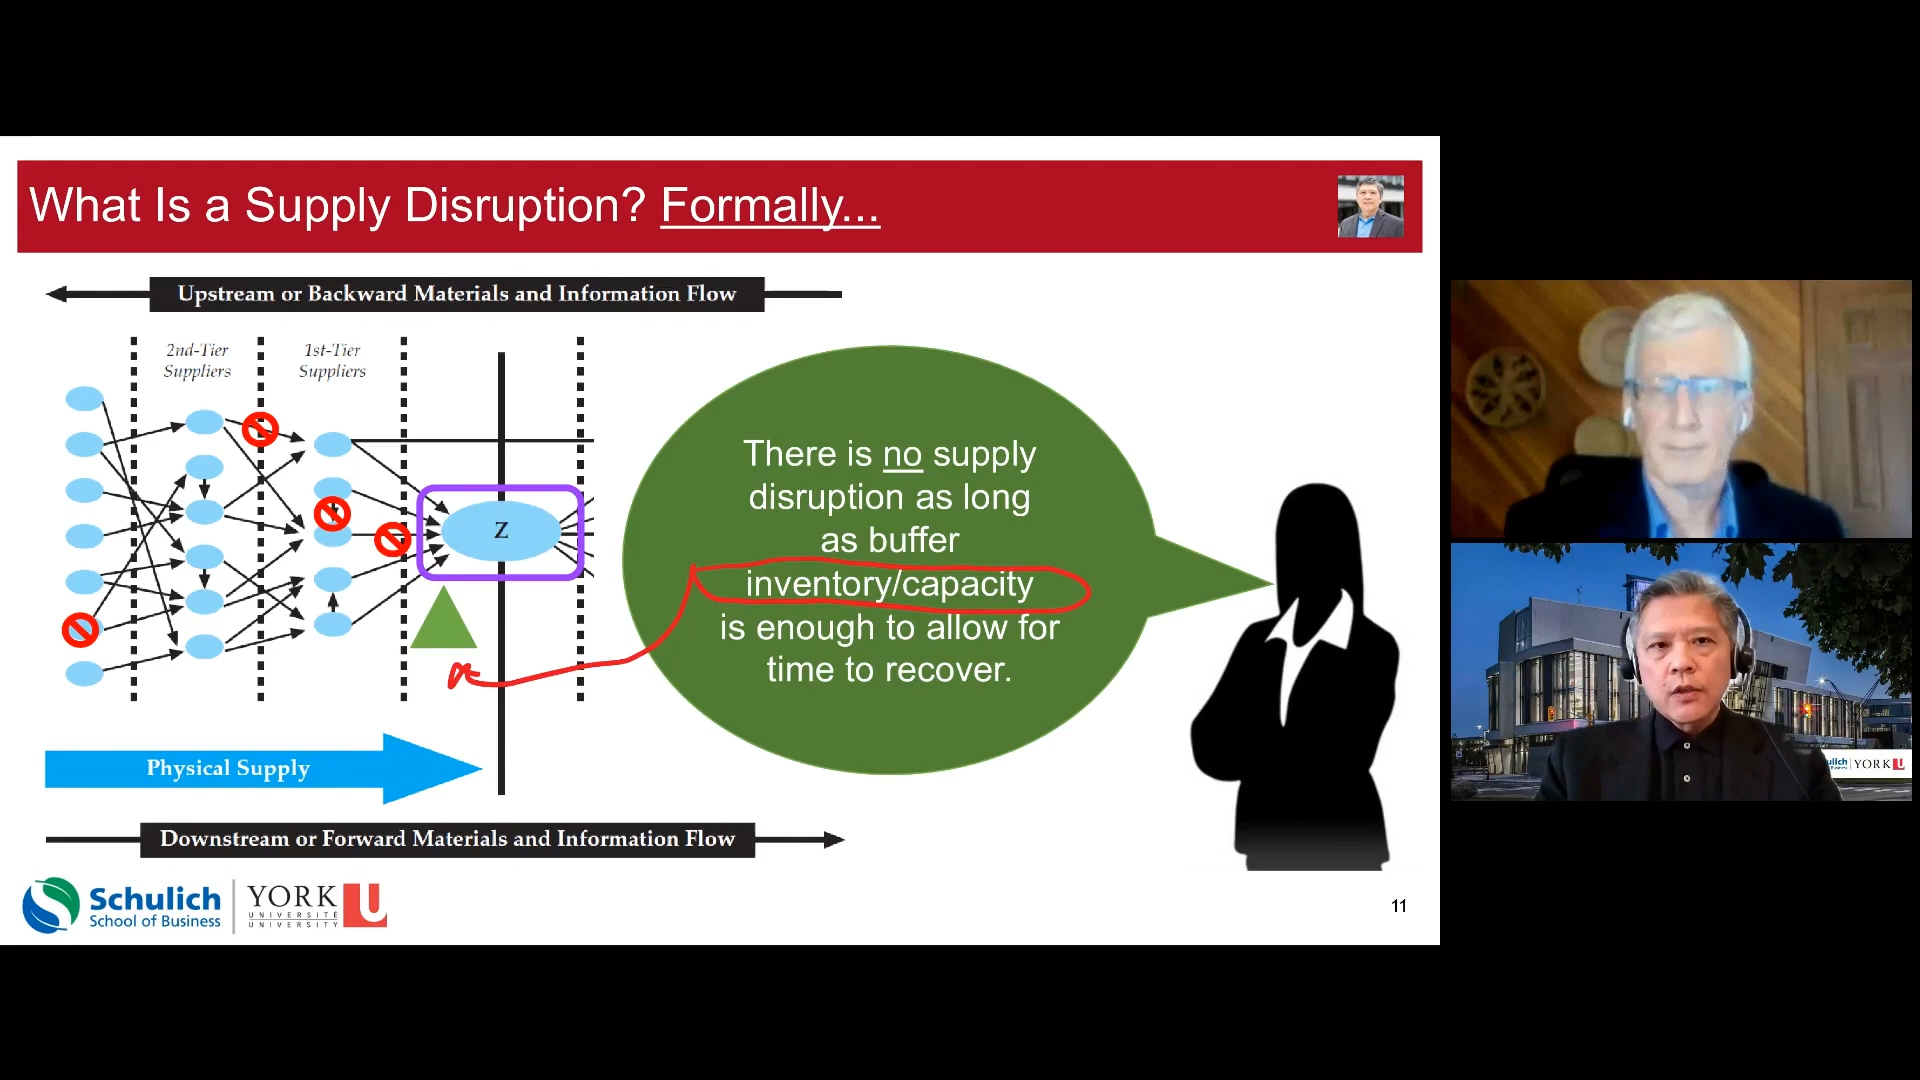 What Is a Supply Disruption? Formally...
Upstream or Backward Materials and Information Flow
2nd-Tier
Suppliers
1st-Tier
Suppliers
Z
There is no supply
disruption as long
as buffer
inventory/capacity
is enough to allow for
time to recover.
Physical Supply
Downstream or Forward Materials and Information Flow
Schulich
School of Business
YORK
UNIVERSITÉ
UNIVERSITY
U
11
ulich
Business
YORK U